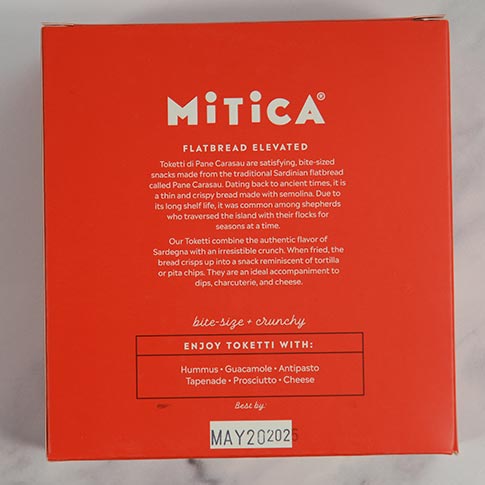 MiTiCA®
FLATBREAD ELEVATED
Toketti di Pane Carasau are satisfying, bite-sized
snacks made from the traditional Sardinian flatbread
called Pane Carasau. Dating back to ancient times, it is
a thin and crispy bread made with semolina. Due to
its long shelf life, it was common among shepherds
who traversed the island with their flocks for
seasons at a time.
Our Toketti combine the authentic flavor of
Sardegna with an irresistible crunch. When fried, the
bread crisps up into a snack reminiscent of tortilla
or pita chips. They are an ideal accompaniment to
dips, charcuterie, and cheese.
bite-size + crunchy
ENJOY TOKETTI WITH:
Hummus • Guacamole • Antipasto
Tapenade • Prosciutto • Cheese
Best by:
MAY202025